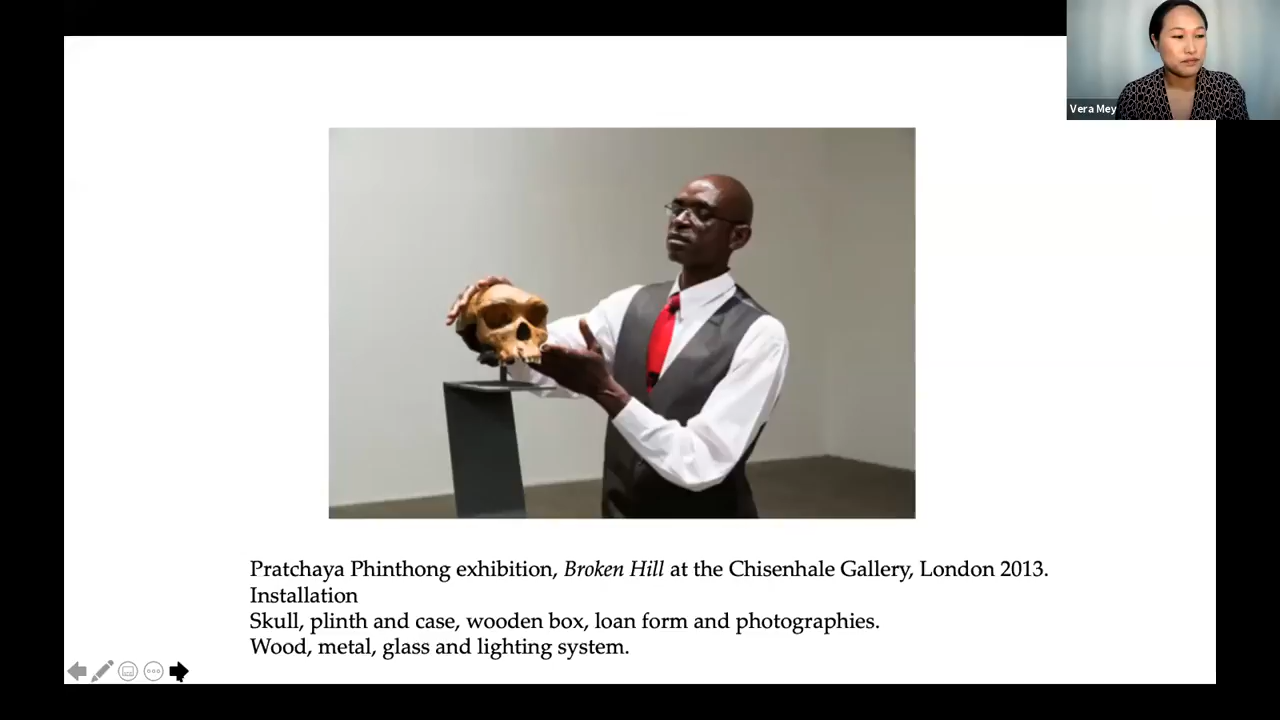 Vera Mey
Pratchaya Phinthong exhibition, Broken Hill at the Chisenhale Gallery, London 2013.
Installation
Skull, plinth and case, wooden box, loan form and photographies.
Wood, metal, glass and lighting system.